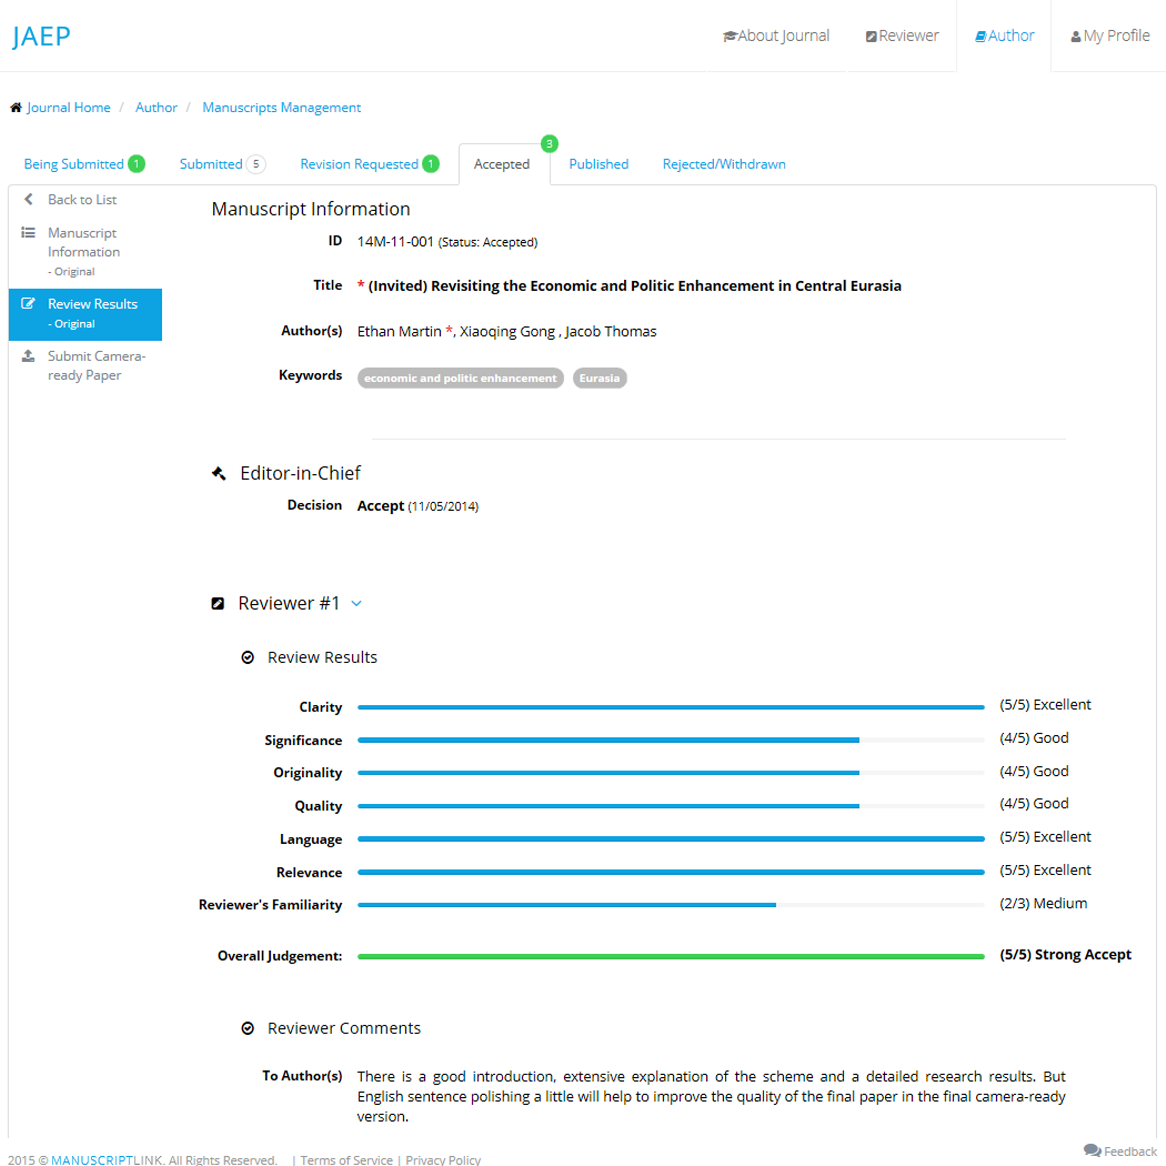 JAEP
About Journal
Reviewer
Author
My Profile
Journal Home / Author / Manuscripts Management
Being Submitted 1
Submitted 5
Revision Requested 1
Accepted 3
Published
Rejected/Withdrawn
Back to List
Manuscript
Information
- Original
Review Results
- Original
Submit Camera-
ready Paper
Manuscript Information
ID 14M-11-001 (Status: Accepted)
Title * (Invited) Revisiting the Economic and Politic Enhancement in Central Eurasia
Author(s) Ethan Martin *, Xiaoqing Gong , Jacob Thomas
Keywords economic and politic enhancement Eurasia
Editor-in-Chief
Decision Accept (11/05/2014)
Reviewer #1
Review Results
Clarity (5/5) Excellent
Significance (4/5) Good
Originality (4/5) Good
Quality (4/5) Good
Language (5/5) Excellent
Relevance (5/5) Excellent
Reviewer's Familiarity (2/3) Medium
Overall Judgement: (5/5) Strong Accept
Reviewer Comments
To Author(s) There is a good introduction, extensive explanation of the scheme and a detailed research results. But
English sentence polishing a little will help to improve the quality of the final paper in the final camera-ready
version.
2015 © MANUSCRIPTLINK. All Rights Reserved. | Terms of Service | Privacy Policy
Feedback